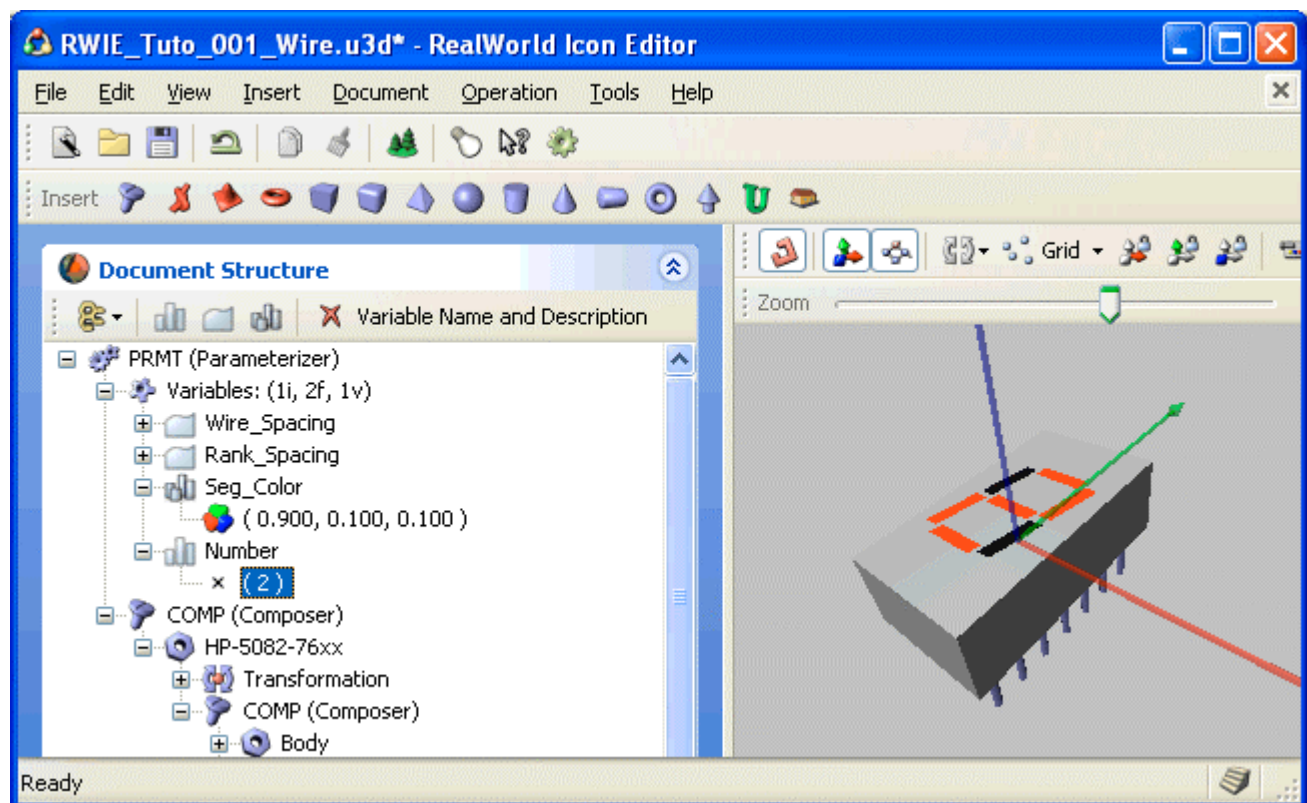 RWIE_Tuto_001_Wire.u3d* - RealWorld Icon Editor
File Edit View Insert Document Operation Tools Help
Insert
Document Structure
Variable Name and Description
PRMT (Parameterizer)
Variables: (1i, 2f, 1v)
Wire_Spacing
Rank_Spacing
Seg_Color
( 0.900, 0.100, 0.100 )
Number
( 2 )
COMP (Composer)
HP-5082-76xx
Transformation
COMP (Composer)
Body
Grid
Zoom
Ready